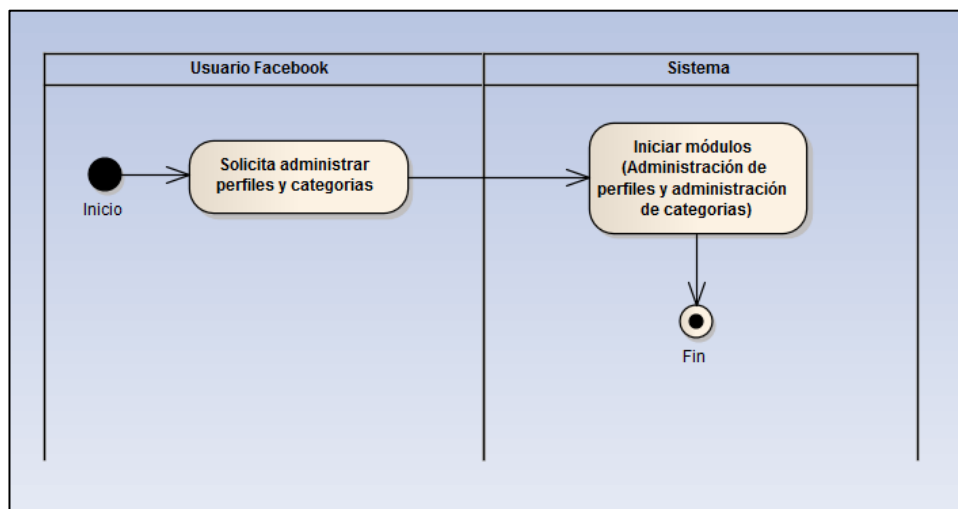 Usuario Facebook
Sistema
Inicio
Solicita administrar
perfiles y categorias
Iniciar módulos
(Administración de
perfiles y administración
de categorias)
Fin